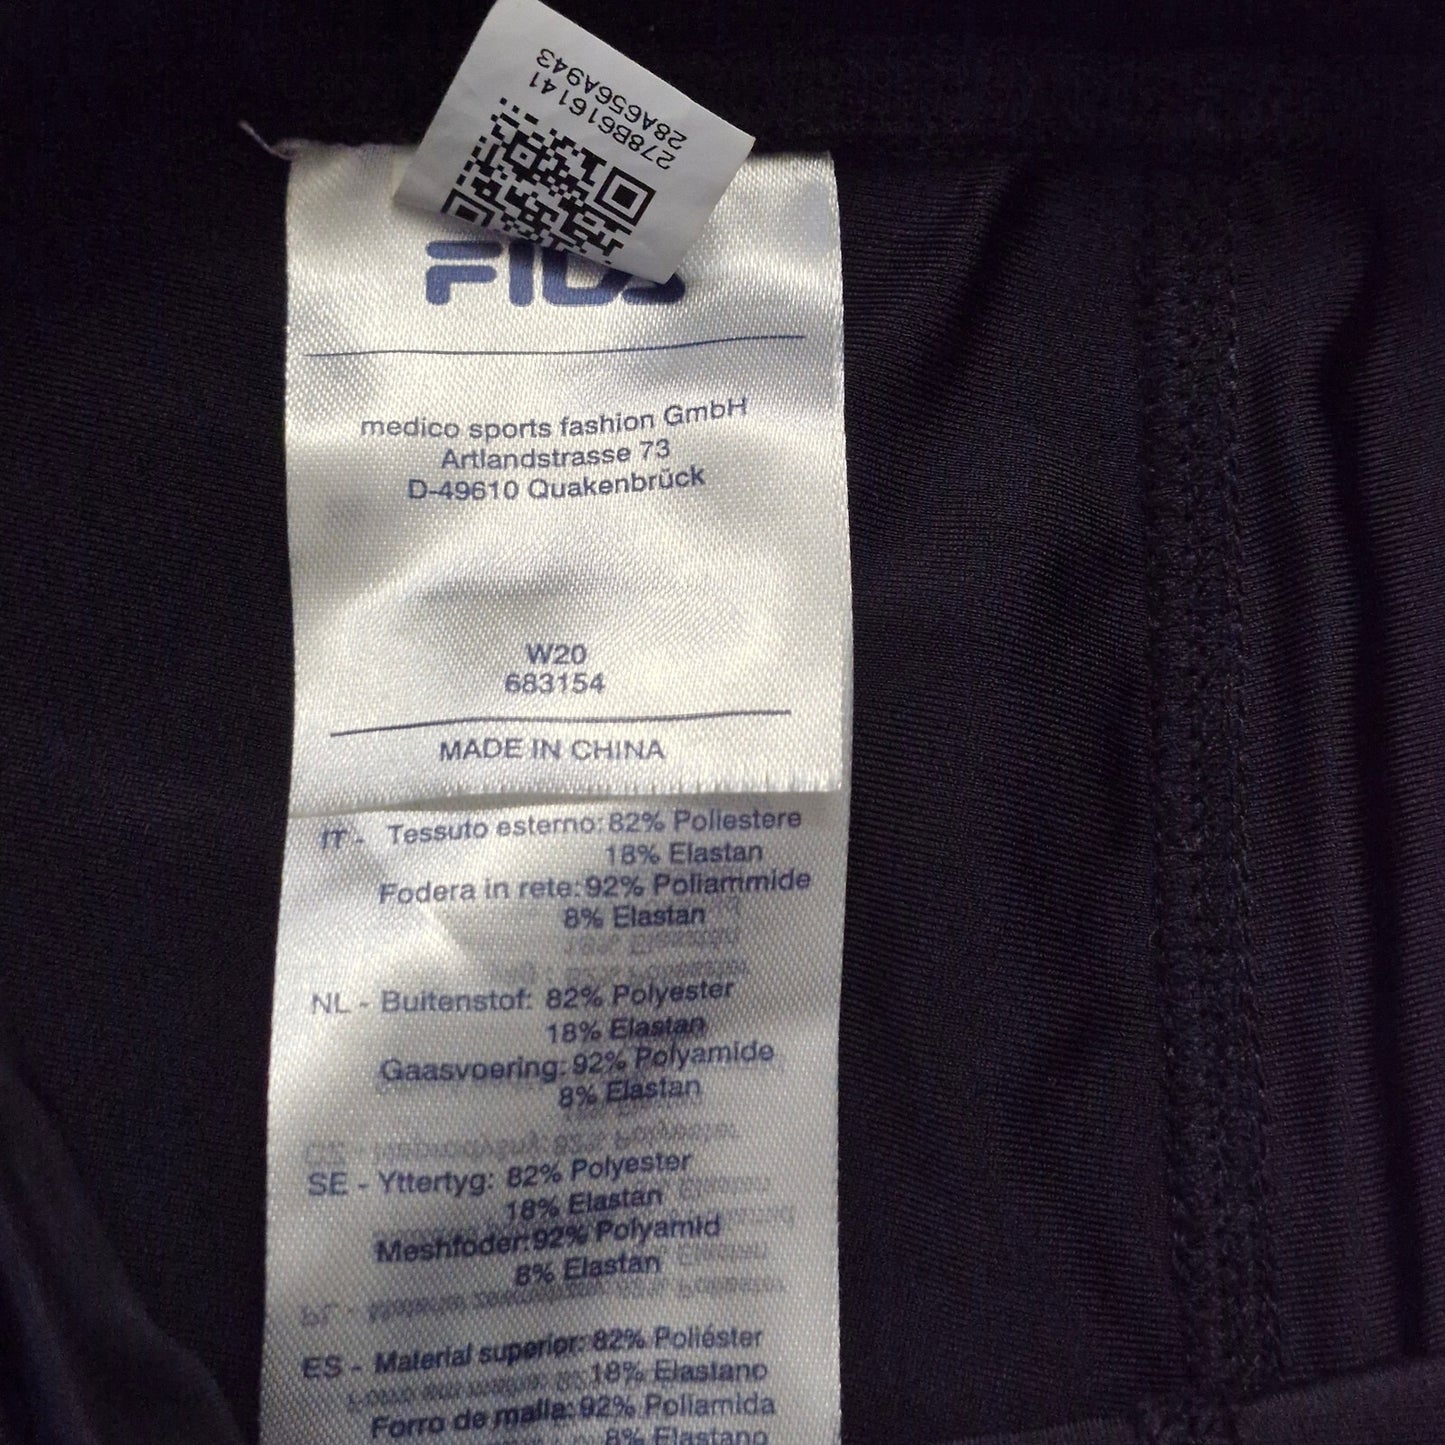 278B616141
28A656A943
FILA
medico sports fashion GmbH
Artlandstrasse 73
D-49610 Quakenbrück
W20
683154
MADE IN CHINA
IT - Tessuto esterno: 82% Poliestere
18% Elastan
Fodera in rete: 92% Poliammide
8% Elastan
NL - Buitenstof: 82% Polyester
18% Elastan
Gaasvoering: 92% Polyamide
8% Elastan
SE - Yttertyg: 82% Polyester
18% Elastan
Meshfoder: 92% Polyamid
8% Elastan
ES - Material superior: 82% Poliéster
18% Elastano
Forro de malla: 92% Poliamida
8% Elastano